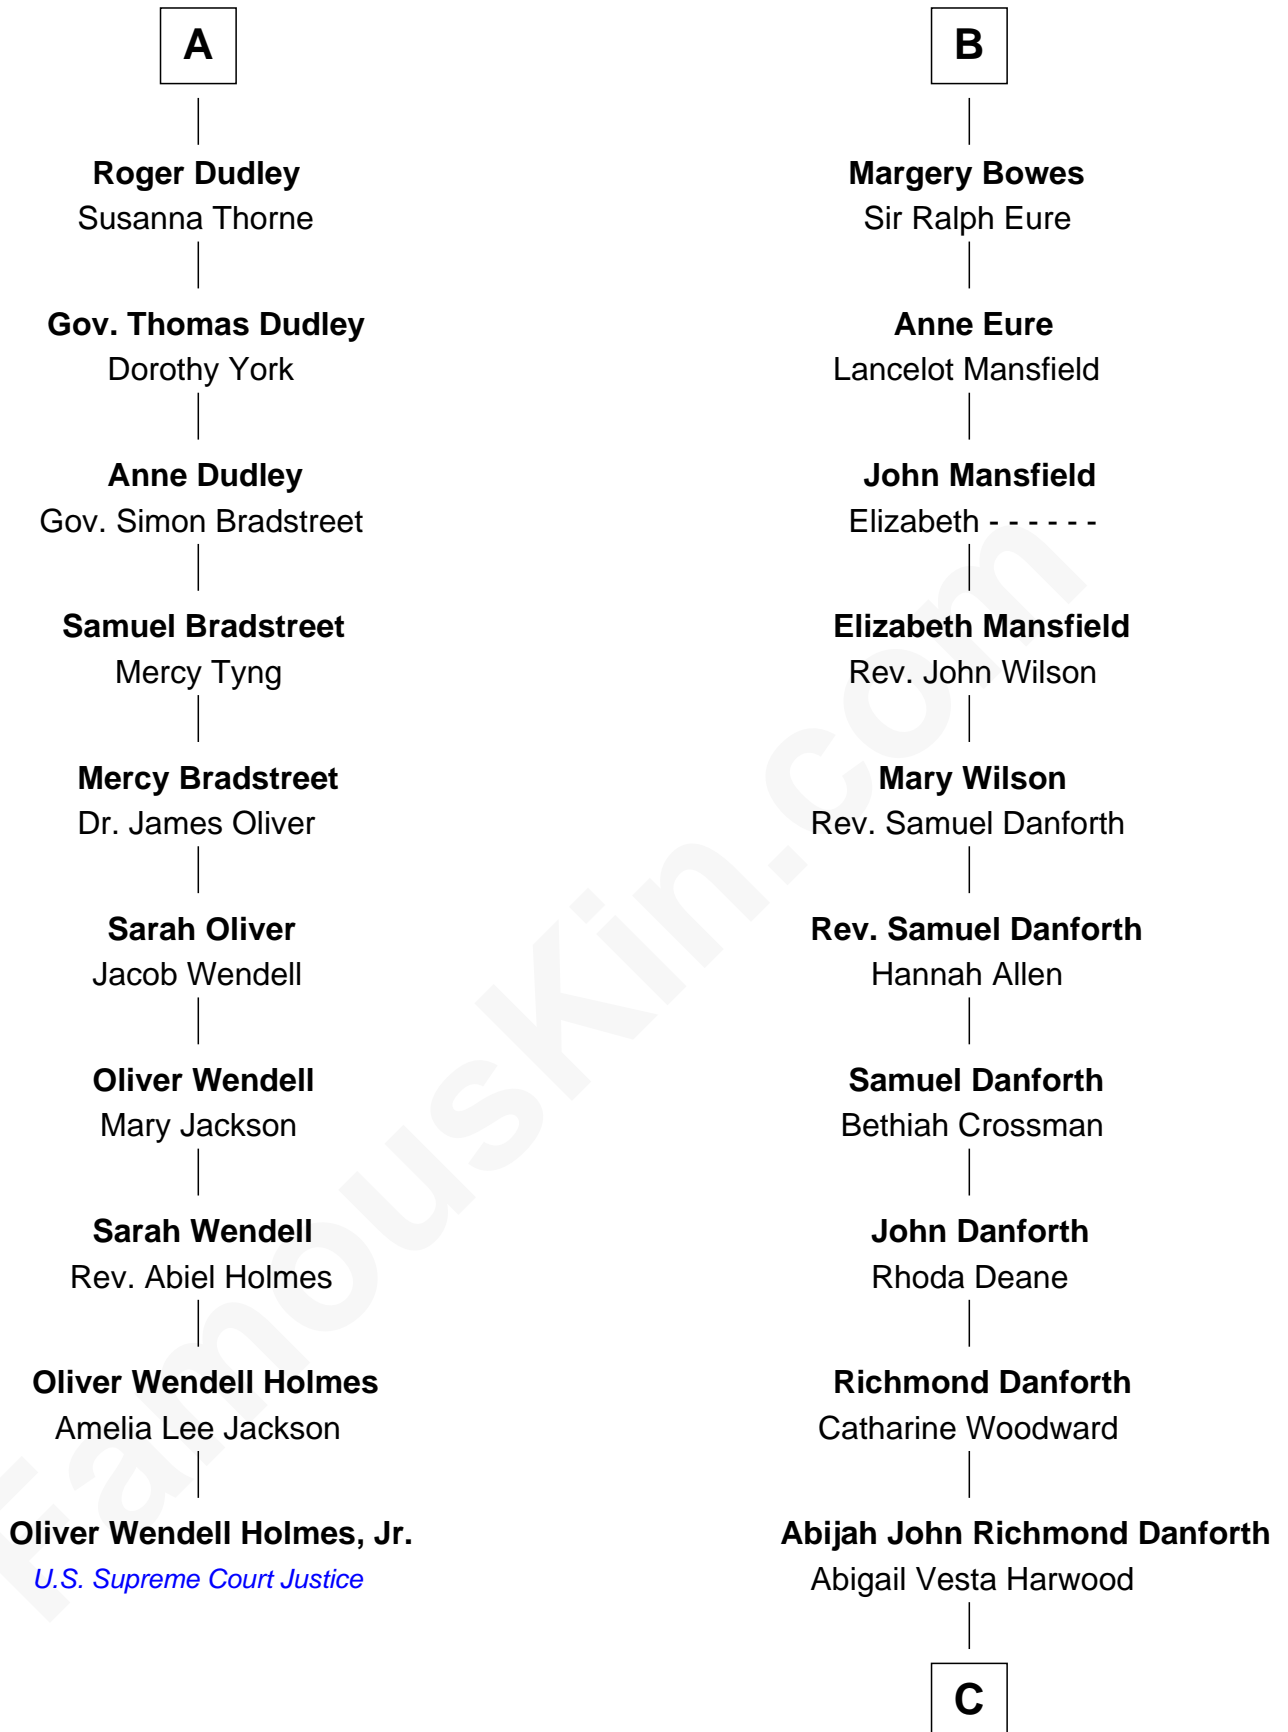 A
Roger Dudley
Susanna Thorne
Gov. Thomas Dudley
Dorothy York
Anne Dudley
Gov. Simon Bradstreet
Samuel Bradstreet
Mercy Tyng
Mercy Bradstreet
Dr. James Oliver
Sarah Oliver
Jacob Wendell
Oliver Wendell
Mary Jackson
Sarah Wendell
Rev. Abiel Holmes
Oliver Wendell Holmes
Amelia Lee Jackson
Oliver Wendell Holmes, Jr.
U.S. Supreme Court Justice
B
Margery Bowes
Sir Ralph Eure
Anne Eure
Lancelot Mansfield
John Mansfield
Elizabeth - - - - - -
Elizabeth Mansfield
Rev. John Wilson
Mary Wilson
Rev. Samuel Danforth
Rev. Samuel Danforth
Hannah Allen
Samuel Danforth
Bethiah Crossman
John Danforth
Rhoda Deane
Richmond Danforth
Catharine Woodward
Abijah John Richmond Danforth
Abigail Vesta Harwood
C
FamousKin.com